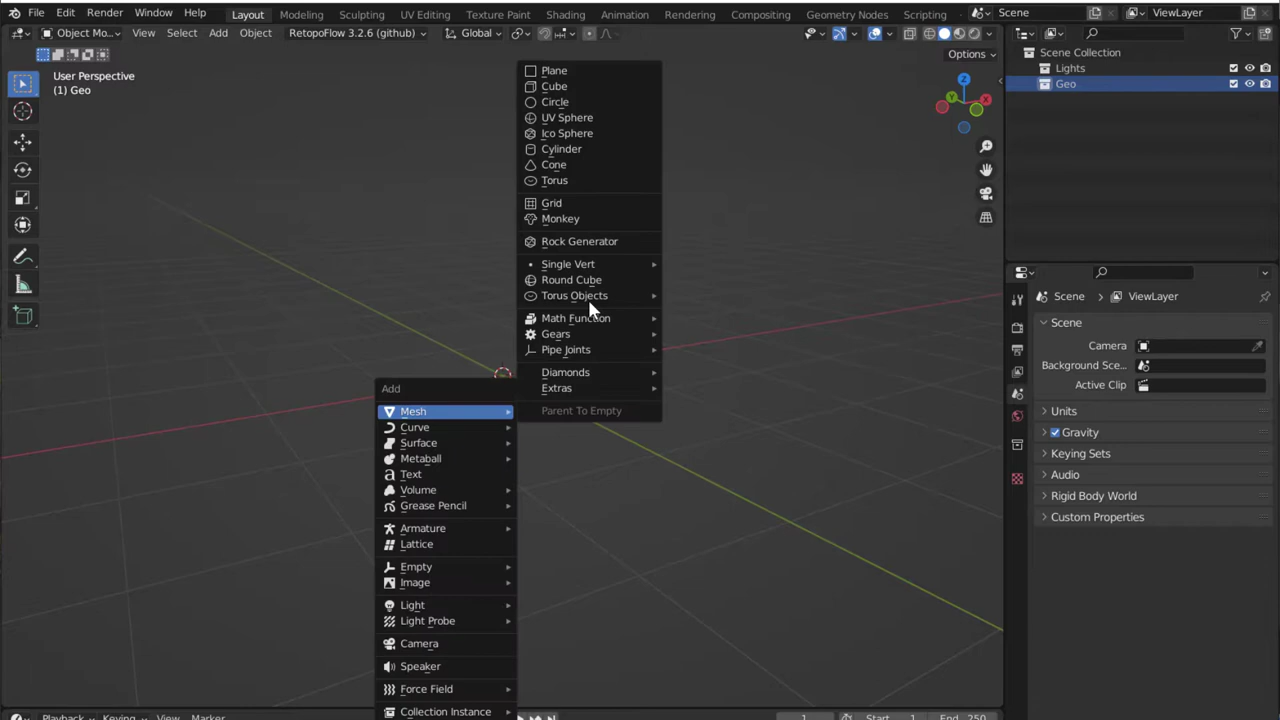 File Edit Render Window Help Layout Modeling Sculpting UV Editing Texture Paint Shading Animation Rendering Compositing Geometry Nodes Scripting Scene ViewLayer
Object Mo... View Select Add Object RetopoFlow 3.2.6 (github) Global
Options
User Perspective
(1) Geo
Z
Y
X
Scene Collection
Lights
Geo
Plane
Cube
Circle
UV Sphere
Ico Sphere
Cylinder
Cone
Torus
Grid
Monkey
Rock Generator
Single Vert
Round Cube
Torus Objects
Math Function
Gears
Pipe Joints
Diamonds
Extras
Parent To Empty
Add
Mesh
Curve
Surface
Metaball
Text
Volume
Grease Pencil
Armature
Lattice
Empty
Image
Light
Light Probe
Camera
Speaker
Force Field
Collection Instance
Scene ViewLayer
Scene
Camera
Background Sce...
Active Clip
Units
Gravity
Keying Sets
Audio
Rigid Body World
Custom Properties
Playback Keying View Marker 1 Start 1 End 250